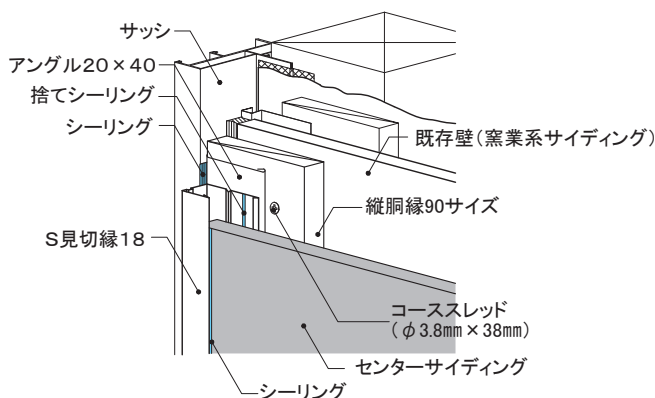 サッシ
アングル20×40
捨てシーリング
シーリング
既存壁(窯業系サイディング)
縦胴縁90サイズ
S見切縁18
コーススレッド
(φ3.8mm×38mm)
センターサイディング
シーリング